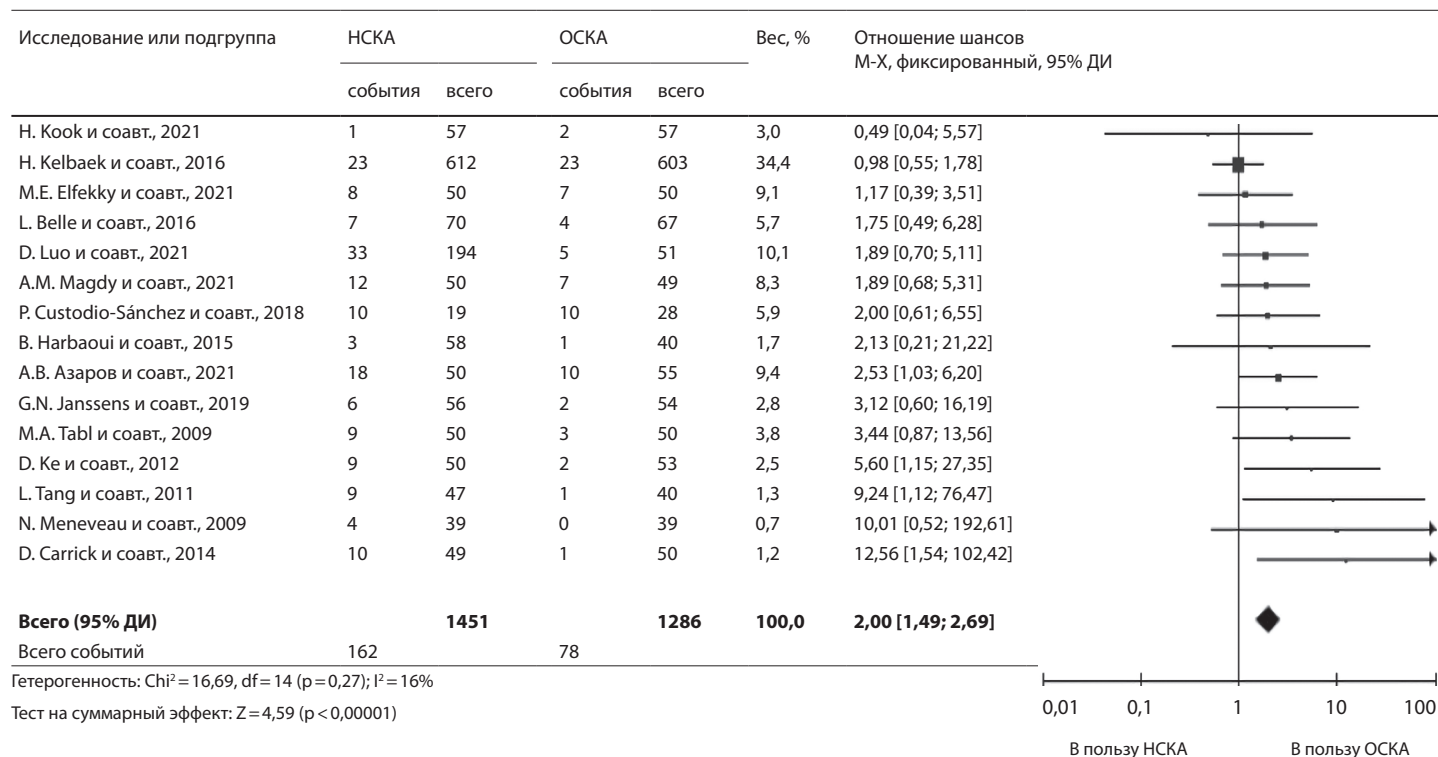 Исследование или подгруппа НСКА ОСКА Вес, % Отношение шансов
М-Х, фиксированный, 95% ДИ
события всего события всего
H. Kook и соавт., 2021 1 57 2 57 3,0 0,49 [0,04; 5,57]
H. Kelbaek и соавт., 2016 23 612 23 603 34,4 0,98 [0,55; 1,78]
M.E. Elfekky и соавт., 2021 8 50 7 50 9,1 1,17 [0,39; 3,51]
L. Belle и соавт., 2016 7 70 4 67 5,7 1,75 [0,49; 6,28]
D. Luo и соавт., 2021 33 194 5 51 10,1 1,89 [0,70; 5,11]
A.M. Magdy и соавт., 2021 12 50 7 49 8,3 1,89 [0,68; 5,31]
P. Custodio-Sánchez и соавт., 2018 10 19 10 28 5,9 2,00 [0,61; 6,55]
B. Harbaoui и соавт., 2015 3 58 1 40 1,7 2,13 [0,21; 21,22]
А.В. Азаров и соавт., 2021 18 50 10 55 9,4 2,53 [1,03; 6,20]
G.N. Janssens и соавт., 2019 6 56 2 54 2,8 3,12 [0,60; 16,19]
M.A. Tabl и соавт., 2009 9 50 3 50 3,8 3,44 [0,87; 13,56]
D. Ke и соавт., 2012 9 50 2 53 2,5 5,60 [1,15; 27,35]
L. Tang и соавт., 2011 9 47 1 40 1,3 9,24 [1,12; 76,47]
N. Meneveau и соавт., 2009 4 39 0 39 0,7 10,01 [0,52; 192,61]
D. Carrick и соавт., 2014 10 49 1 50 1,2 12,56 [1,54; 102,42]
Всего (95% ДИ) 1451 1286 100,0 2,00 [1,49; 2,69]
Всего событий 162 78
Гетерогенность: Chi² = 16,69, df = 14 (p = 0,27); I² = 16%
Тест на суммарный эффект: Z = 4,59 (p < 0,00001)
0,01 0,1 1 10 100
В пользу НСКА В пользу ОСКА